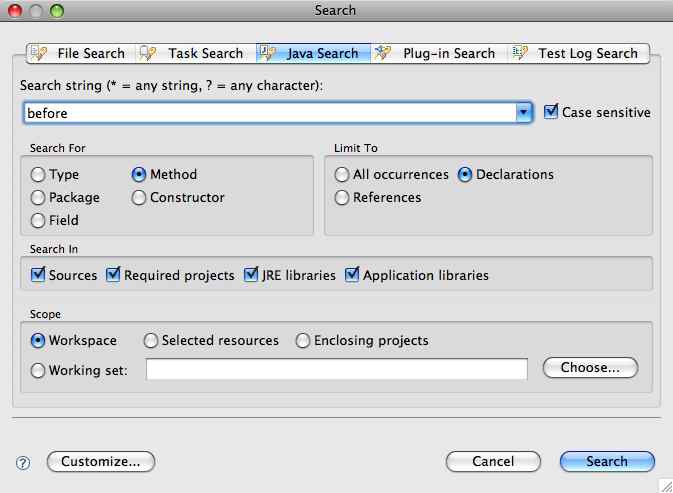 Search
File Search Task Search Java Search Plug-in Search Test Log Search
Search string (* = any string, ? = any character):
before Case sensitive
Search For Limit To
Type Method All occurrences Declarations
Package Constructor References
Field
Search In
Sources Required projects JRE libraries Application libraries
Scope
Workspace Selected resources Enclosing projects
Working set: Choose...
? Customize... Cancel Search